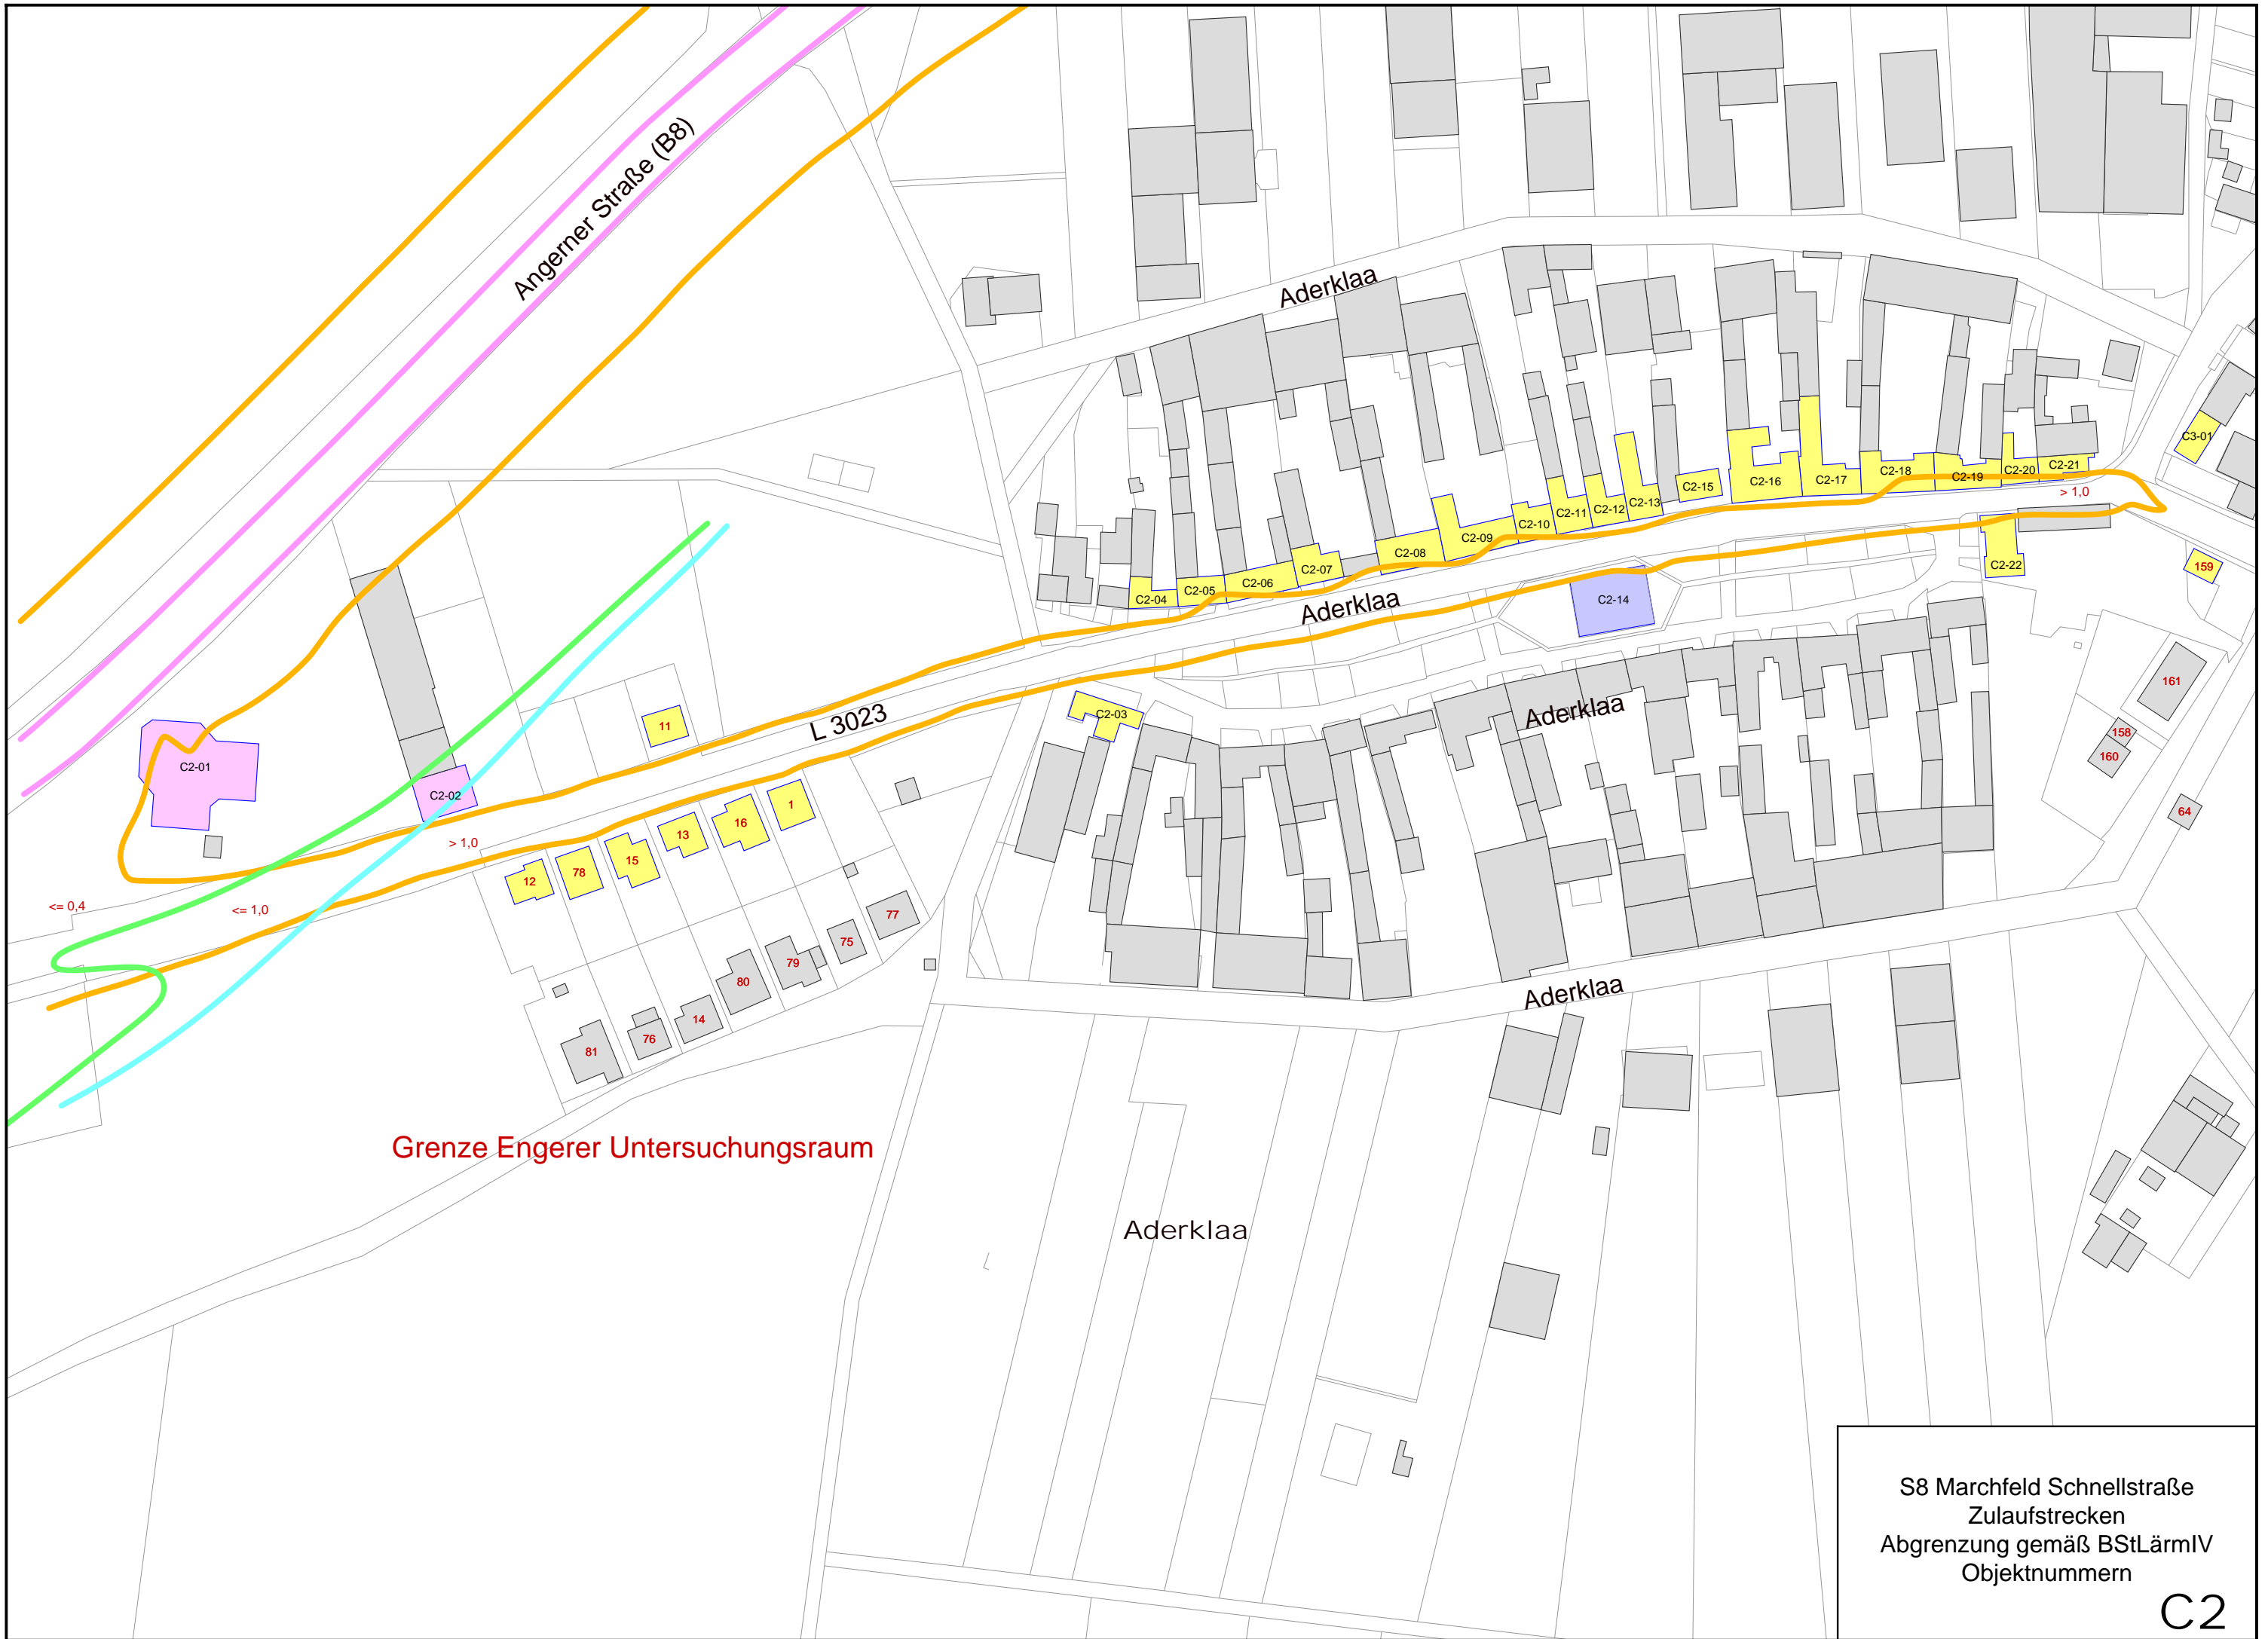 Angerner Straße (B8)
Aderklaa
C3-01
C2-21
C2-20
C2-19
C2-18
C2-17
C2-16
C2-15
> 1,0
C2-13
C2-12
C2-11
C2-10
C2-09
C2-08
C2-07
C2-06
C2-05
C2-04
C2-22
159
C2-14
Aderklaa
161
C2-03
Aderklaa
L 3023
11
158
160
C2-01
C2-02
1
64
16
13
15
> 1,0
78
12
<= 0,4
<= 1,0
77
75
79
80
Aderklaa
14
76
81
Grenze Engerer Untersuchungsraum
Aderklaa
S8 Marchfeld Schnellstraße
Zulaufstrecken
Abgrenzung gemäß BStLärmIV
Objektnummern
C2